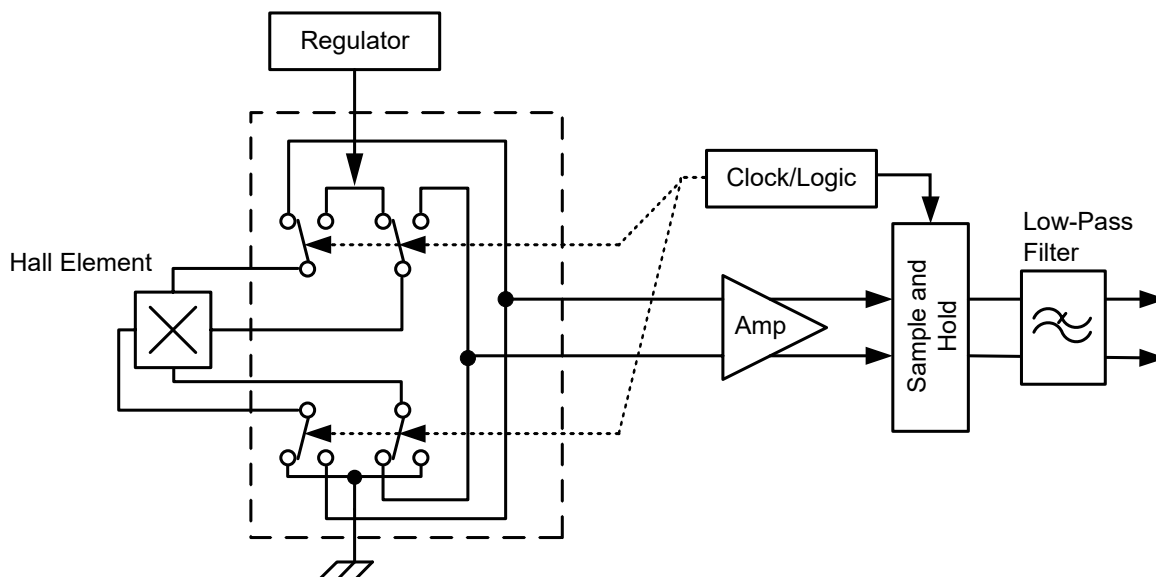 Regulator
Clock/Logic
Low-Pass
Filter
Hall Element
Amp
Sample and
Hold